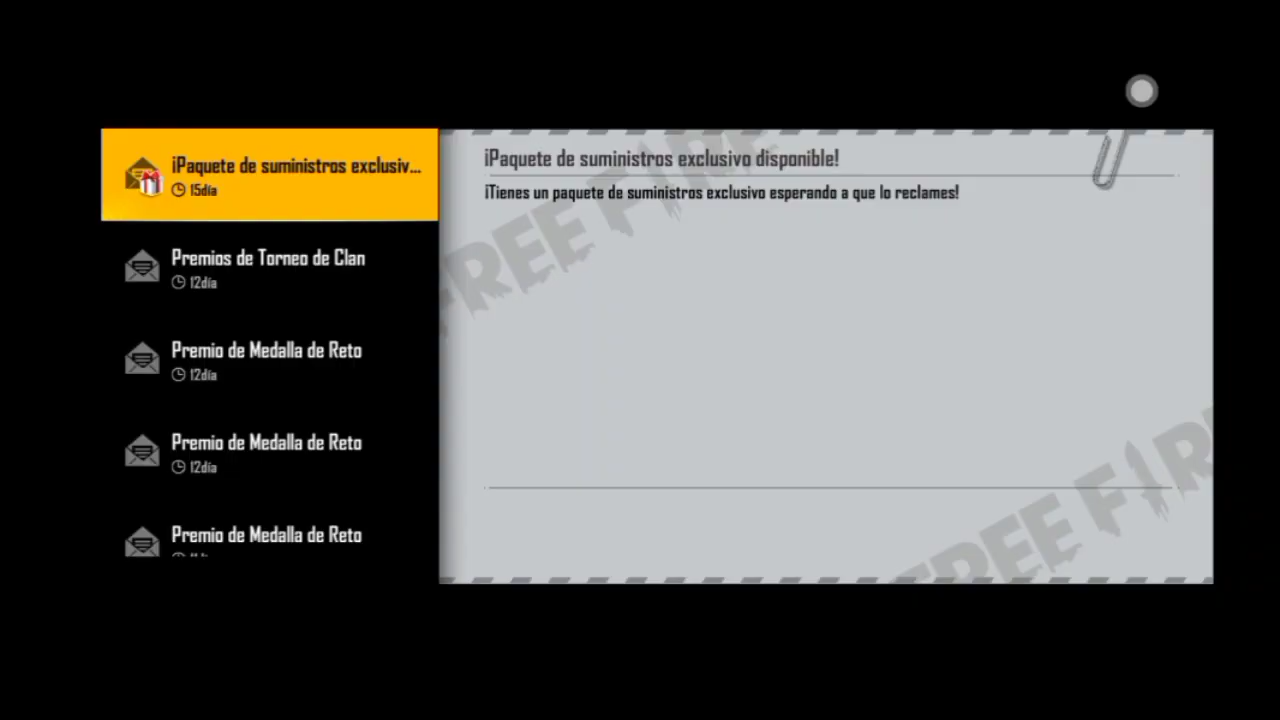 ¡Paquete de suministros exclusiv...
15día
Premios de Torneo de Clan
12día
Premio de Medalla de Reto
12día
Premio de Medalla de Reto
12día
Premio de Medalla de Reto
¡Paquete de suministros exclusivo disponible!
¡Tienes un paquete de suministros exclusivo esperando a que lo reclames!
FREE FIRE
FREE FIRE